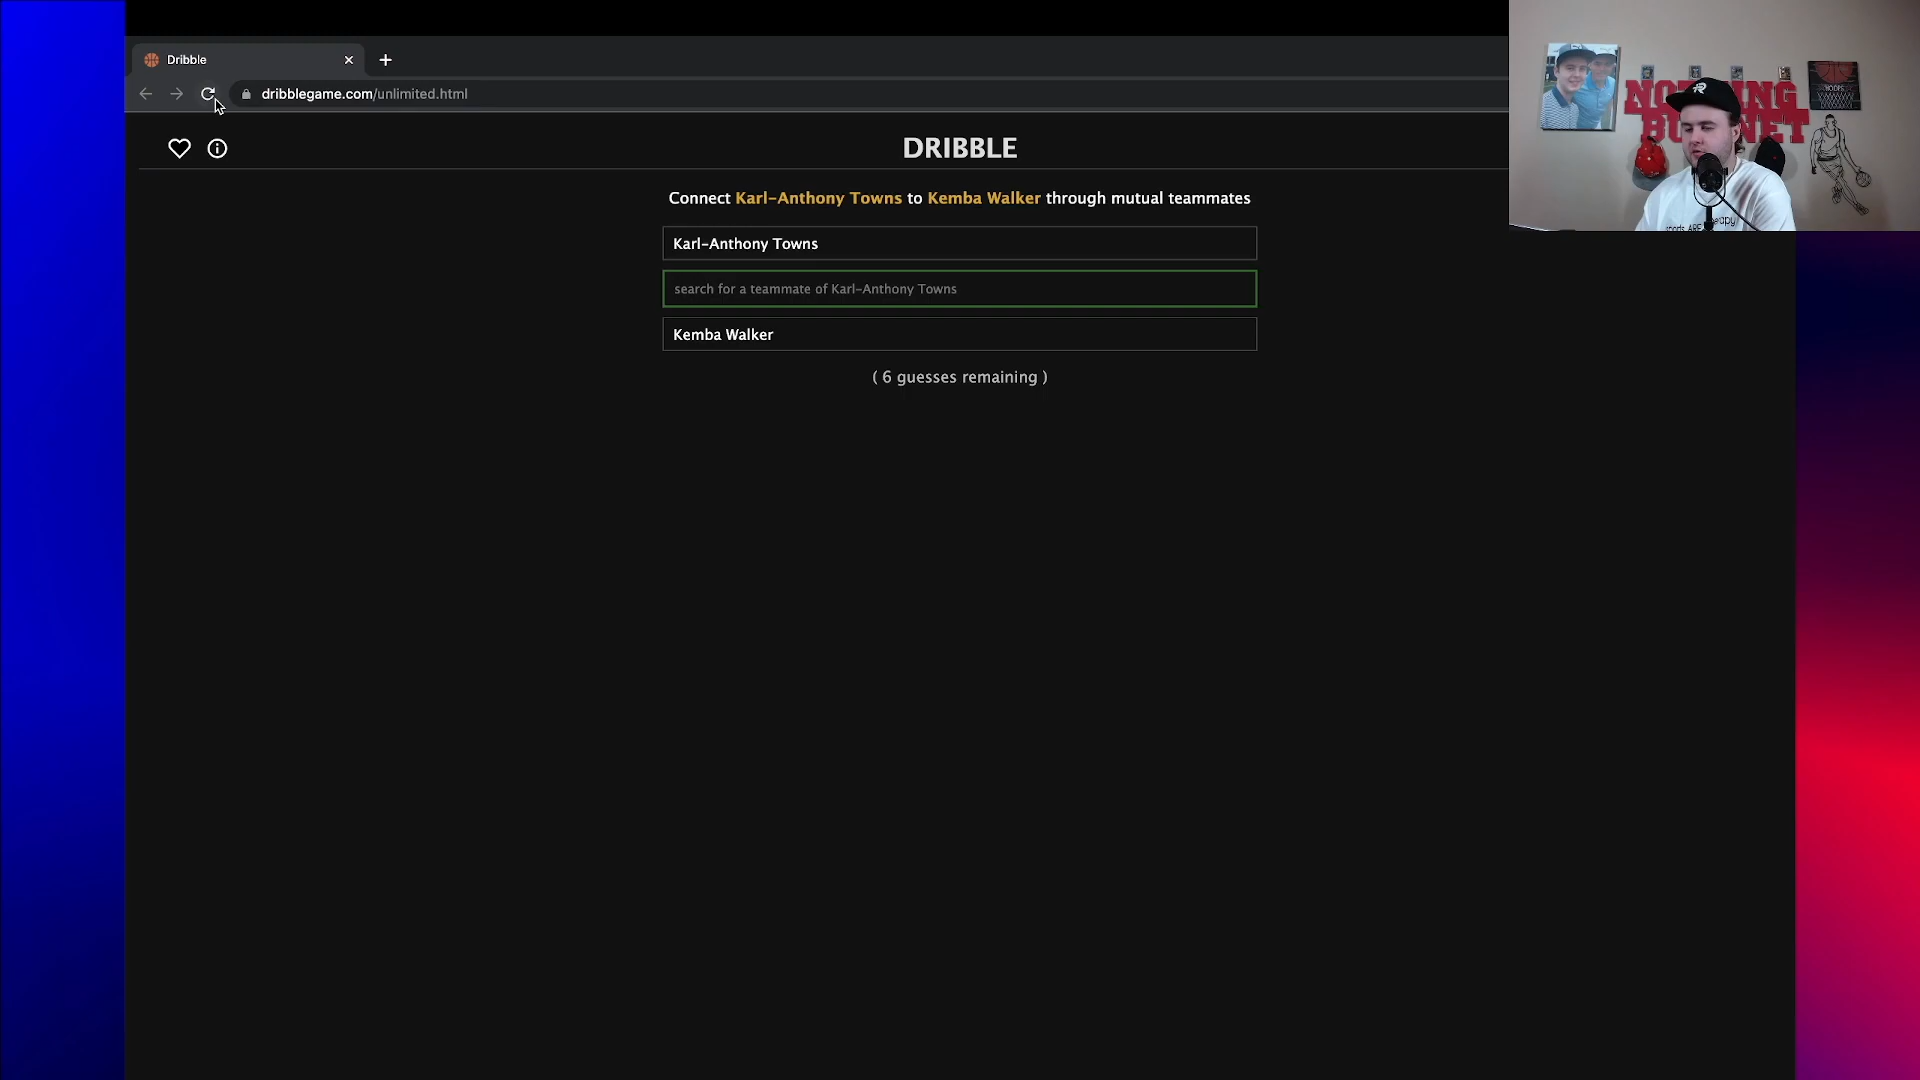 Dribble
dribblegame.com/unlimited.html
DRIBBLE
Connect Karl-Anthony Towns to Kemba Walker through mutual teammates
Karl-Anthony Towns
search for a teammate of Karl-Anthony Towns
Kemba Walker
( 6 guesses remaining )
HOOPS